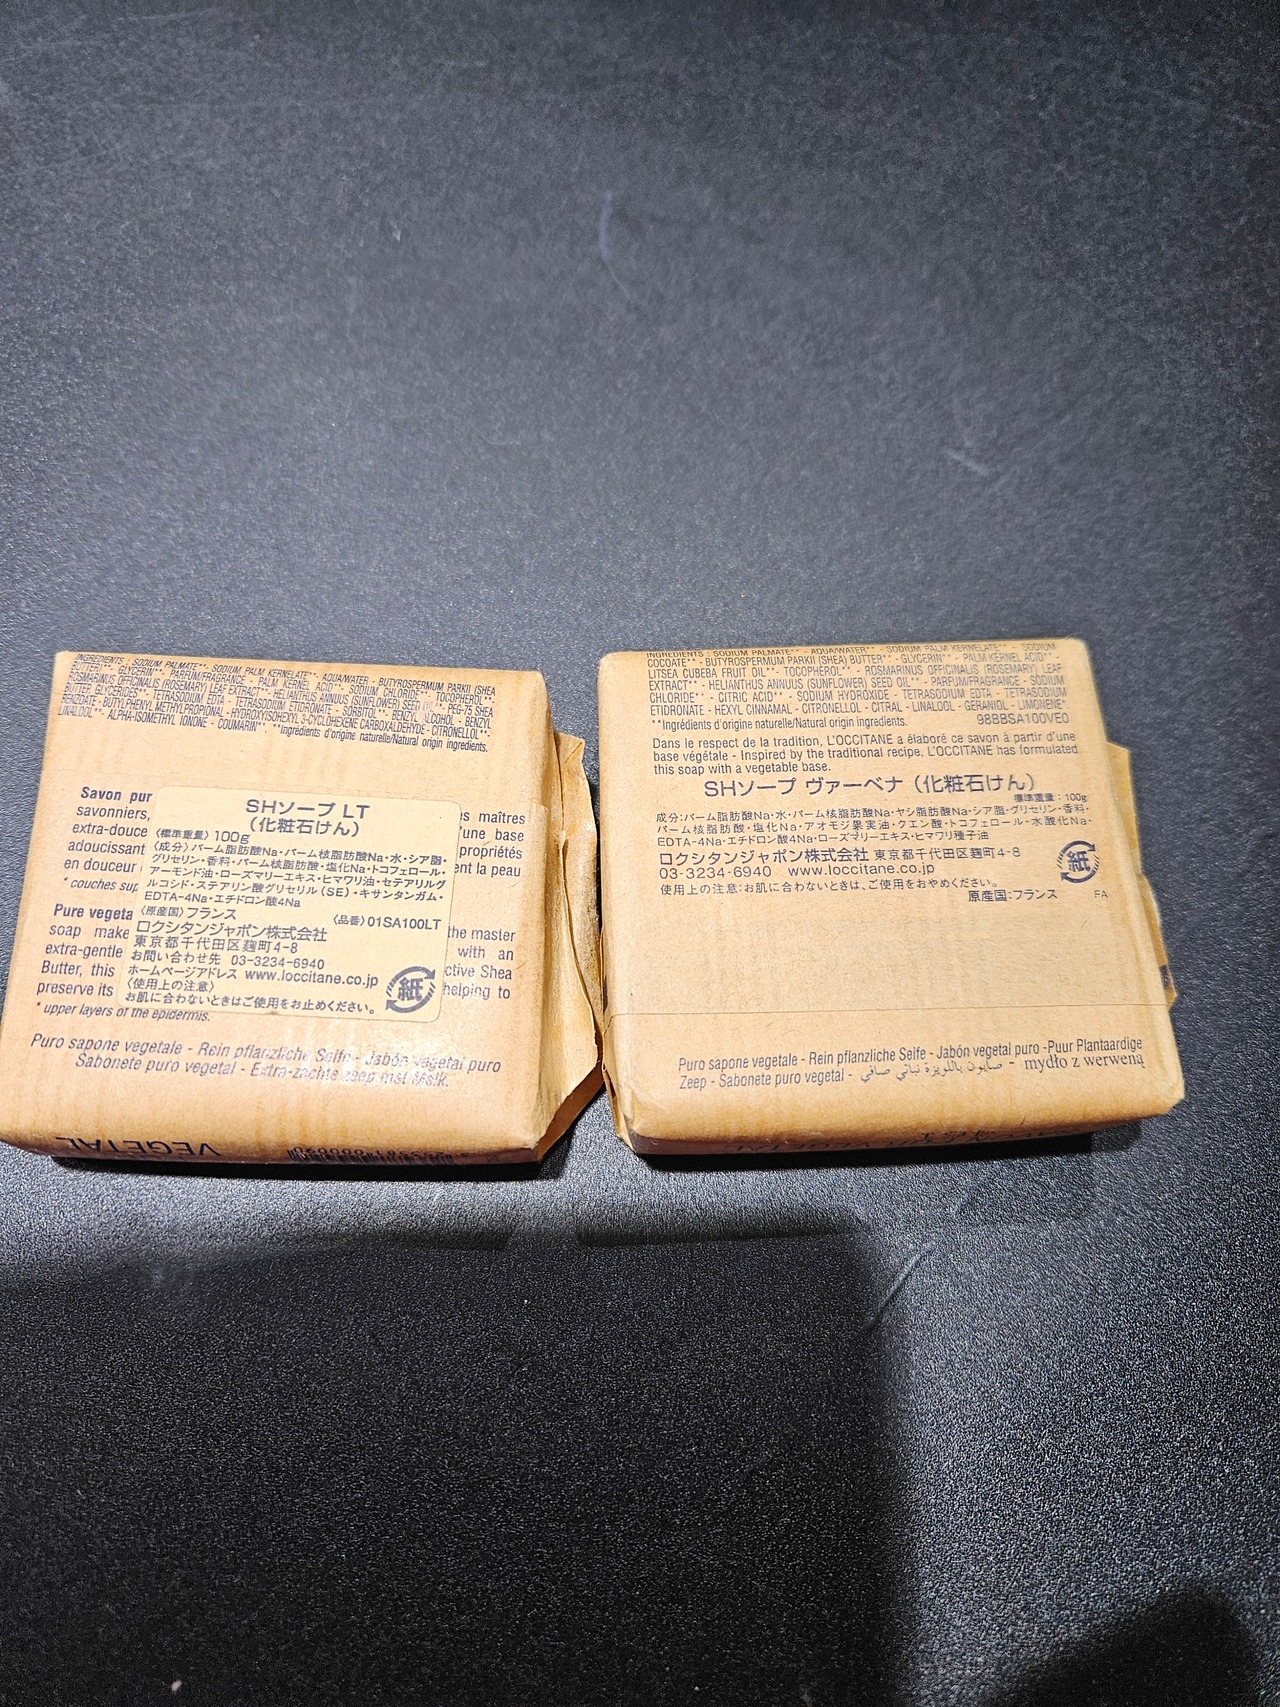 INGREDIENTS : SODIUM PALMATE** - SODIUM PALM KERNELATE** - AQUA/WATER - BUTYROSPERMUM PARKII (SHEA
BUTTER)** - GLYCERIN** - PARFUM/FRAGRANCE - PALM KERNEL ACID** - SODIUM CHLORIDE** - TOCOPHEROL** -
ROSMARINUS OFFICINALIS (ROSEMARY) LEAF EXTRACT** - HELIANTHUS ANNUUS (SUNFLOWER) SEED OIL** - PEG-75 SHEA
BUTTER GLYCERIDES** - TETRASODIUM EDTA - TETRASODIUM ETIDRONATE - SORBITOL** - BENZYL ALCOHOL - BENZYL
BENZOATE - BUTYLPHENYL METHYLPROPIONAL - HYDROXYISOHEXYL 3-CYCLOHEXENE CARBOXALDEHYDE - CITRONELLOL** -
LINALOOL** - ALPHA-ISOMETHYL IONONE - COUMARIN** **Ingrédients d'origine naturelle/Natural origin ingredients.
Savon pur
savonniers, es maîtres
extra-douce 'une base
adoucissant propriétés
en douceur ent la peau
* couches sup
Pure vegeta
soap make the master
extra-gentle with an
Butter, this ctive Shea
preserve its helping to
* upper layers of the epidermis.
SHソープ LT
(化粧石けん)
〈標準重量〉100g
〈成分〉パーム脂肪酸Na・パーム核脂肪酸Na・水・シア脂・
グリセリン・香料・パーム核脂肪酸・塩化Na・トコフェロール・
アーモンド油・ローズマリーエキス・ヒマワリ油・セテアリルグ
ルコシド・ステアリン酸グリセリル(SE)・キサンタンガム・
EDTA-4Na・エチドロン酸4Na
〈原産国〉フランス 〈品番〉01SA100LT
ロクシタンジャポン株式会社
東京都千代田区麹町4-8
お問い合わせ先 03-3234-6940
ホームページアドレス www.loccitane.co.jp
〈使用上の注意〉
お肌に合わないときはご使用をお止めください。
紙
Puro sapone vegetale - Rein pflanzliche Seife - Jabón vegetal puro
Sabonete puro vegetal - Extra-zachte zeep met Melk.
VEGETAL
INGREDIENTS : SODIUM PALMATE** - AQUA/WATER** - SODIUM PALM KERNELATE** - SODIUM
COCOATE** - BUTYROSPERMUM PARKII (SHEA) BUTTER** - GLYCERIN** - PALM KERNEL ACID** -
LITSEA CUBEBA FRUIT OIL** - TOCOPHEROL** - ROSMARINUS OFFICINALIS (ROSEMARY) LEAF
EXTRACT** - HELIANTHUS ANNUUS (SUNFLOWER) SEED OIL** - PARFUM/FRAGRANCE - SODIUM
CHLORIDE** - CITRIC ACID** - SODIUM HYDROXIDE - TETRASODIUM EDTA - TETRASODIUM
ETIDRONATE - HEXYL CINNAMAL - CITRONELLOL - CITRAL - LINALOOL - GERANIOL - LIMONENE*
**Ingrédients d'origine naturelle/Natural origin ingredients. 98BBSA100VE0
Dans le respect de la tradition, L'OCCITANE a élaboré ce savon à partir d'une
base végétale - Inspired by the traditional recipe, L'OCCITANE has formulated
this soap with a vegetable base.
SHソープ ヴァーベナ (化粧石けん)
標準重量:100g
成分:パーム脂肪酸Na・水・パーム核脂肪酸Na・ヤシ脂肪酸Na・シア脂・グリセリン・香料・
パーム核脂肪酸・塩化Na・アオモジ果実油・クエン酸・トコフェロール・水酸化Na・
EDTA-4Na・エチドロン酸4Na・ローズマリーエキス・ヒマワリ種子油
ロクシタンジャポン株式会社 東京都千代田区麹町4-8
03-3234-6940 www.loccitane.co.jp
使用上の注意:お肌に合わないときは、ご使用をおやめください。
原産国:フランス FA
紙
Puro sapone vegetale - Rein pflanzliche Seife - Jabón vegetal puro -Puur Plantaardige
Zeep - Sabonete puro vegetal - صابون باللويزة نباتي صافي - mydło z werweną